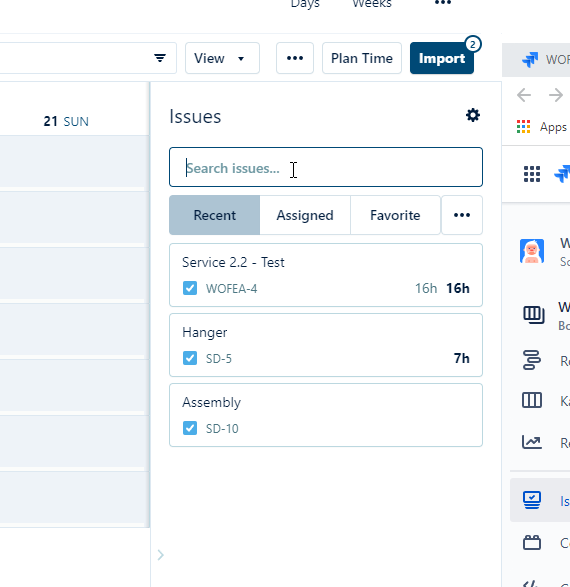 Days Weeks •••
View ••• Plan Time Import 2
21 SUN
Issues
Search issues...
Recent Assigned Favorite •••
Service 2.2 - Test
WOFEA-4 16h 16h
Hanger
SD-5 7h
Assembly
SD-10
Apps